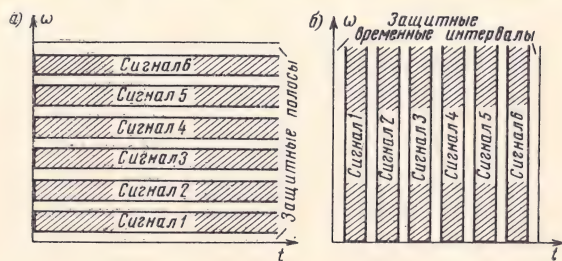 а) ω
Сигнал 6
Сигнал 5
Сигнал 4
Сигнал 3
Сигнал 2
Сигнал 1
Защитные полосы
t
б) ω Защитные
временные интервалы
Сигнал 1
Сигнал 2
Сигнал 3
Сигнал 4
Сигнал 5
Сигнал 6
t